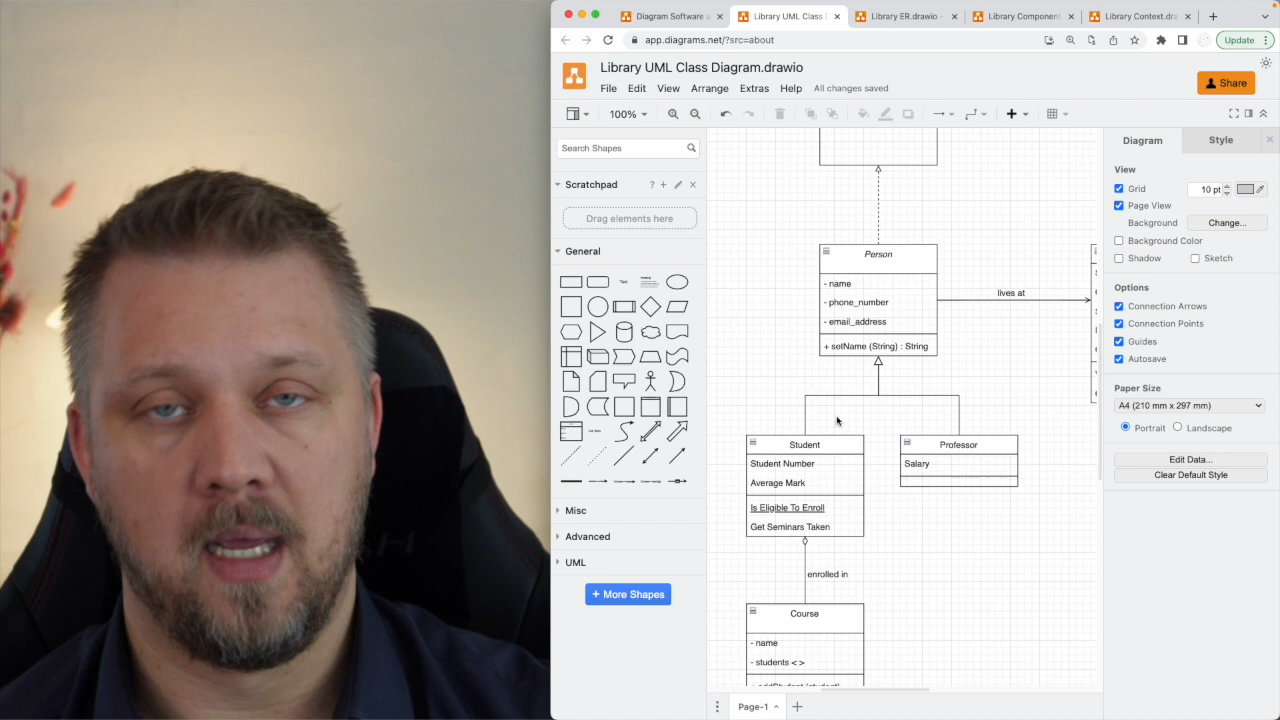 Diagram Software a
Library UML Class D
Library ER.drawio -
Library Component
Library Context.dra
app.diagrams.net/?src=about
Update
Library UML Class Diagram.drawio
File Edit View Arrange Extras Help All changes saved
Share
100%
Search Shapes
Scratchpad
Drag elements here
General
Text
Misc
Advanced
UML
+ More Shapes
Person
- name
- phone_number
- email_address
+ setName (String) : String
lives at
Student
Student Number
Average Mark
Is Eligible To Enroll
Get Seminars Taken
Professor
Salary
enrolled in
Course
- name
- students < >
+ addStudent (student)
Page-1
Diagram Style
View
Grid 10 pt
Page View
Background Change...
Background Color
Shadow Sketch
Options
Connection Arrows
Connection Points
Guides
Autosave
Paper Size
A4 (210 mm x 297 mm)
Portrait Landscape
Edit Data...
Clear Default Style